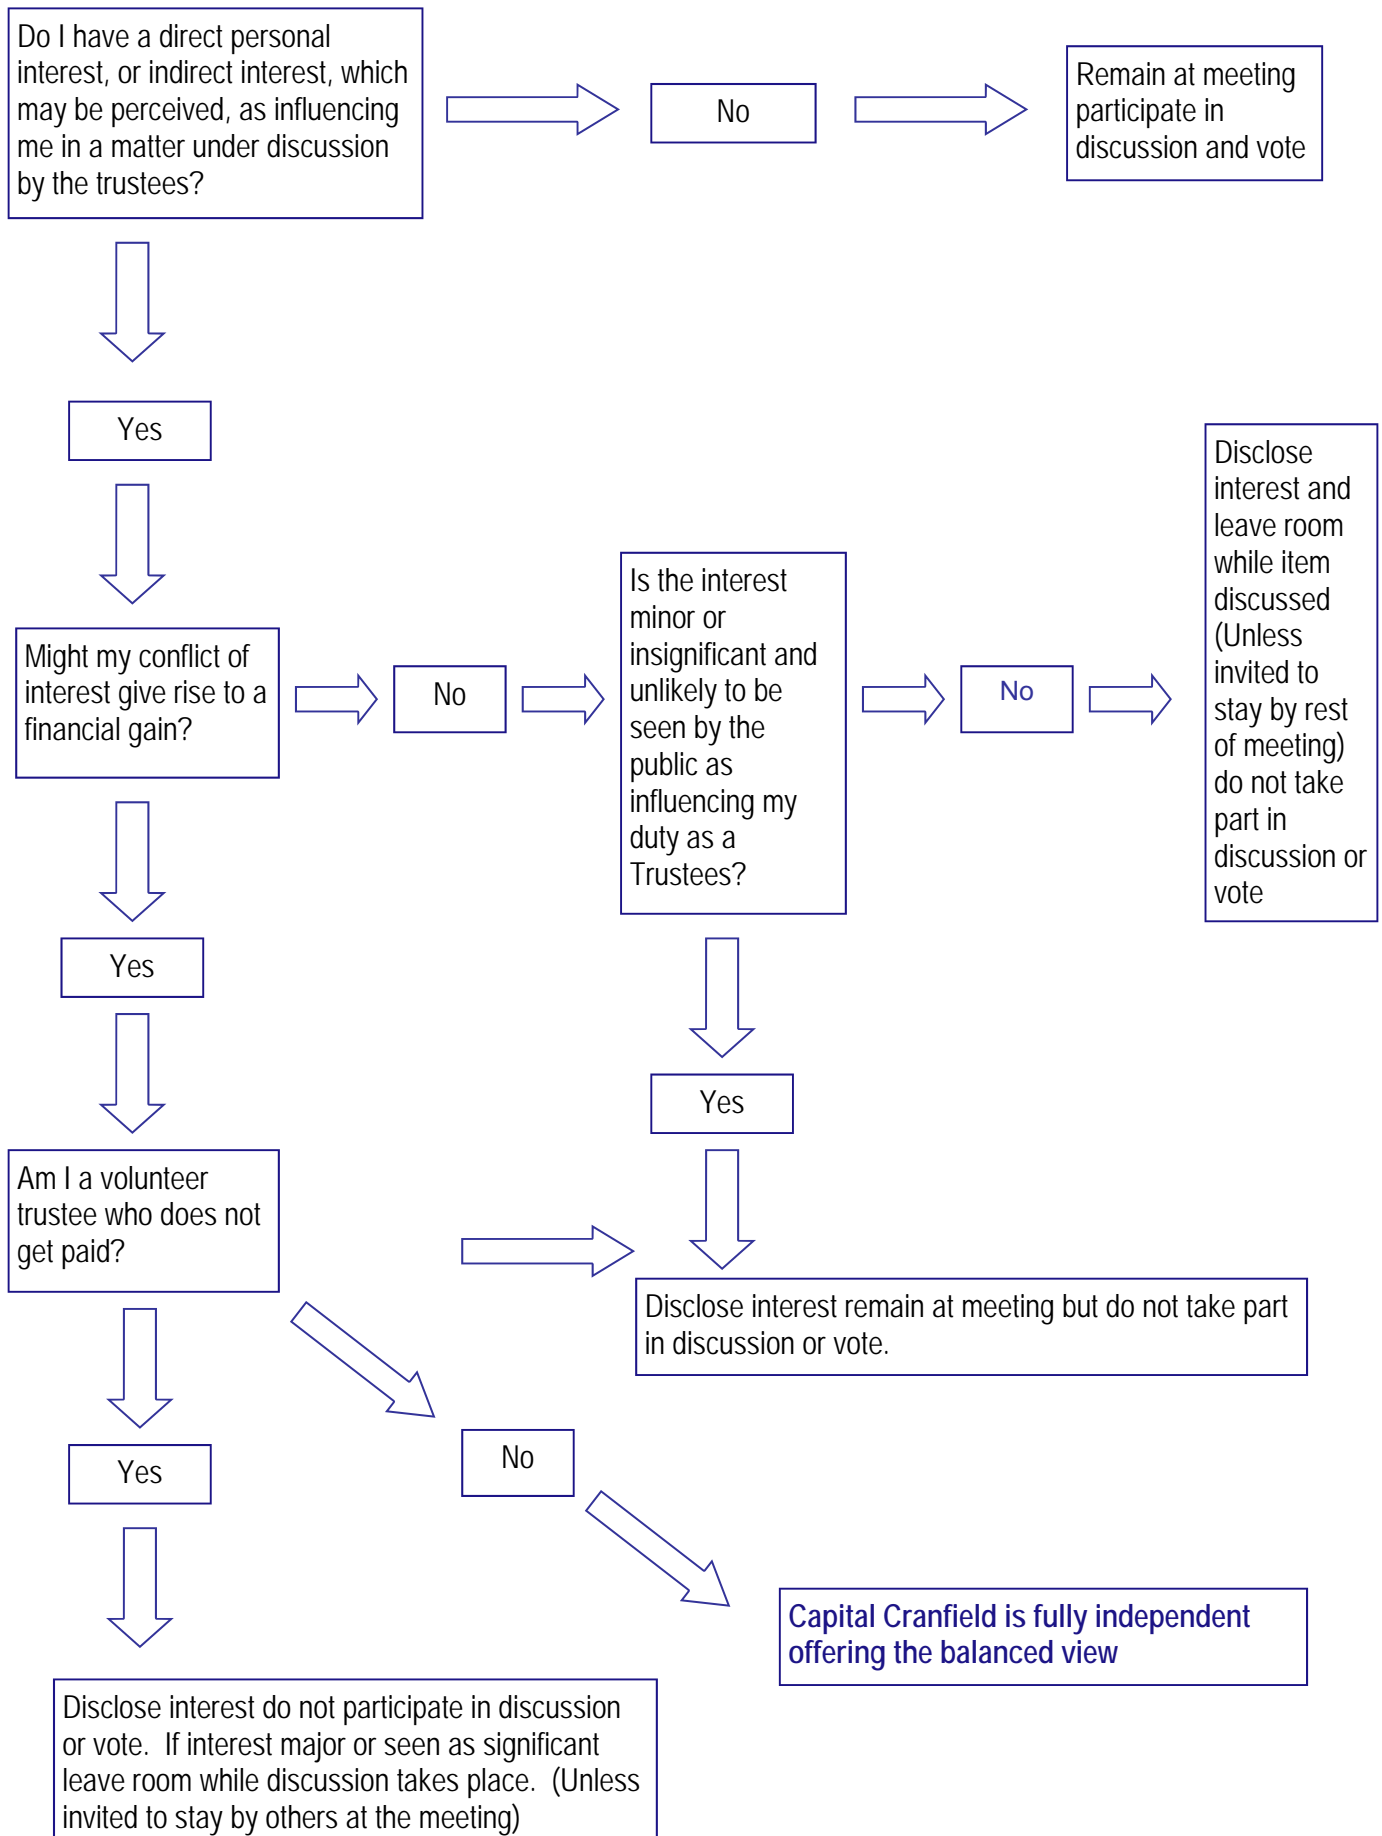 Do I have a direct personal
interest, or indirect interest, which
may be perceived, as influencing
me in a matter under discussion
by the trustees?
No
Remain at meeting
participate in
discussion and vote
Yes
Might my conflict of
interest give rise to a
financial gain?
No
Is the interest
minor or
insignificant and
unlikely to be
seen by the
public as
influencing my
duty as a
Trustees?
No
Disclose
interest and
leave room
while item
discussed
(Unless
invited to
stay by rest
of meeting)
do not take
part in
discussion or
vote
Yes
Yes
Am I a volunteer
trustee who does not
get paid?
Disclose interest remain at meeting but do not take part
in discussion or vote.
Yes
No
Capital Cranfield is fully independent
offering the balanced view
Disclose interest do not participate in discussion
or vote.  If interest major or seen as significant
leave room while discussion takes place.  (Unless
invited to stay by others at the meeting)